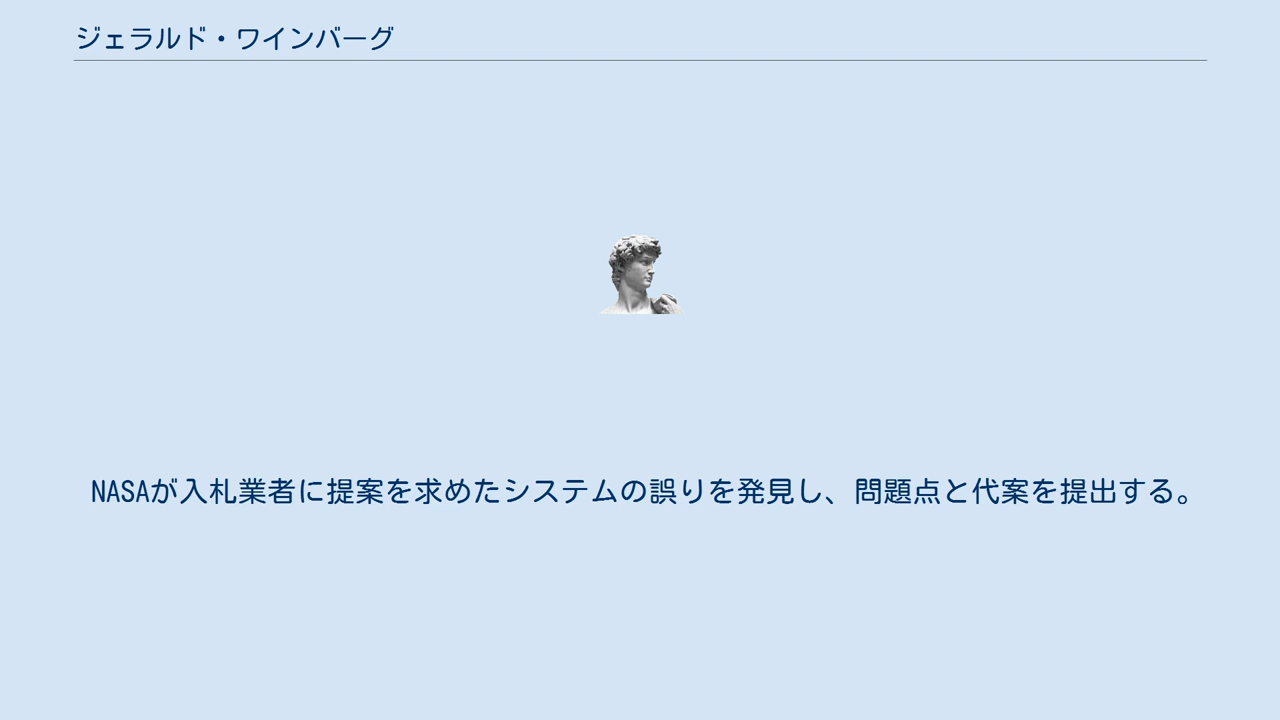 ジェラルド・ワインバーグ
NASAが入札業者に提案を求めたシステムの誤りを発見し、問題点と代案を提出する。